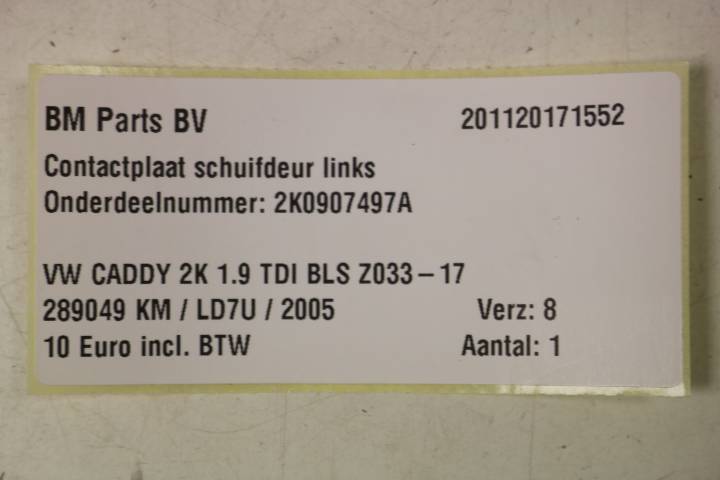 BM Parts BV 201120171552
Contactplaat schuifdeur links
Onderdeelnummer: 2K0907497A
VW CADDY 2K 1.9 TDI BLS Z033-17
289049 KM / LD7U / 2005 Verz: 8
10 Euro incl. BTW Aantal: 1